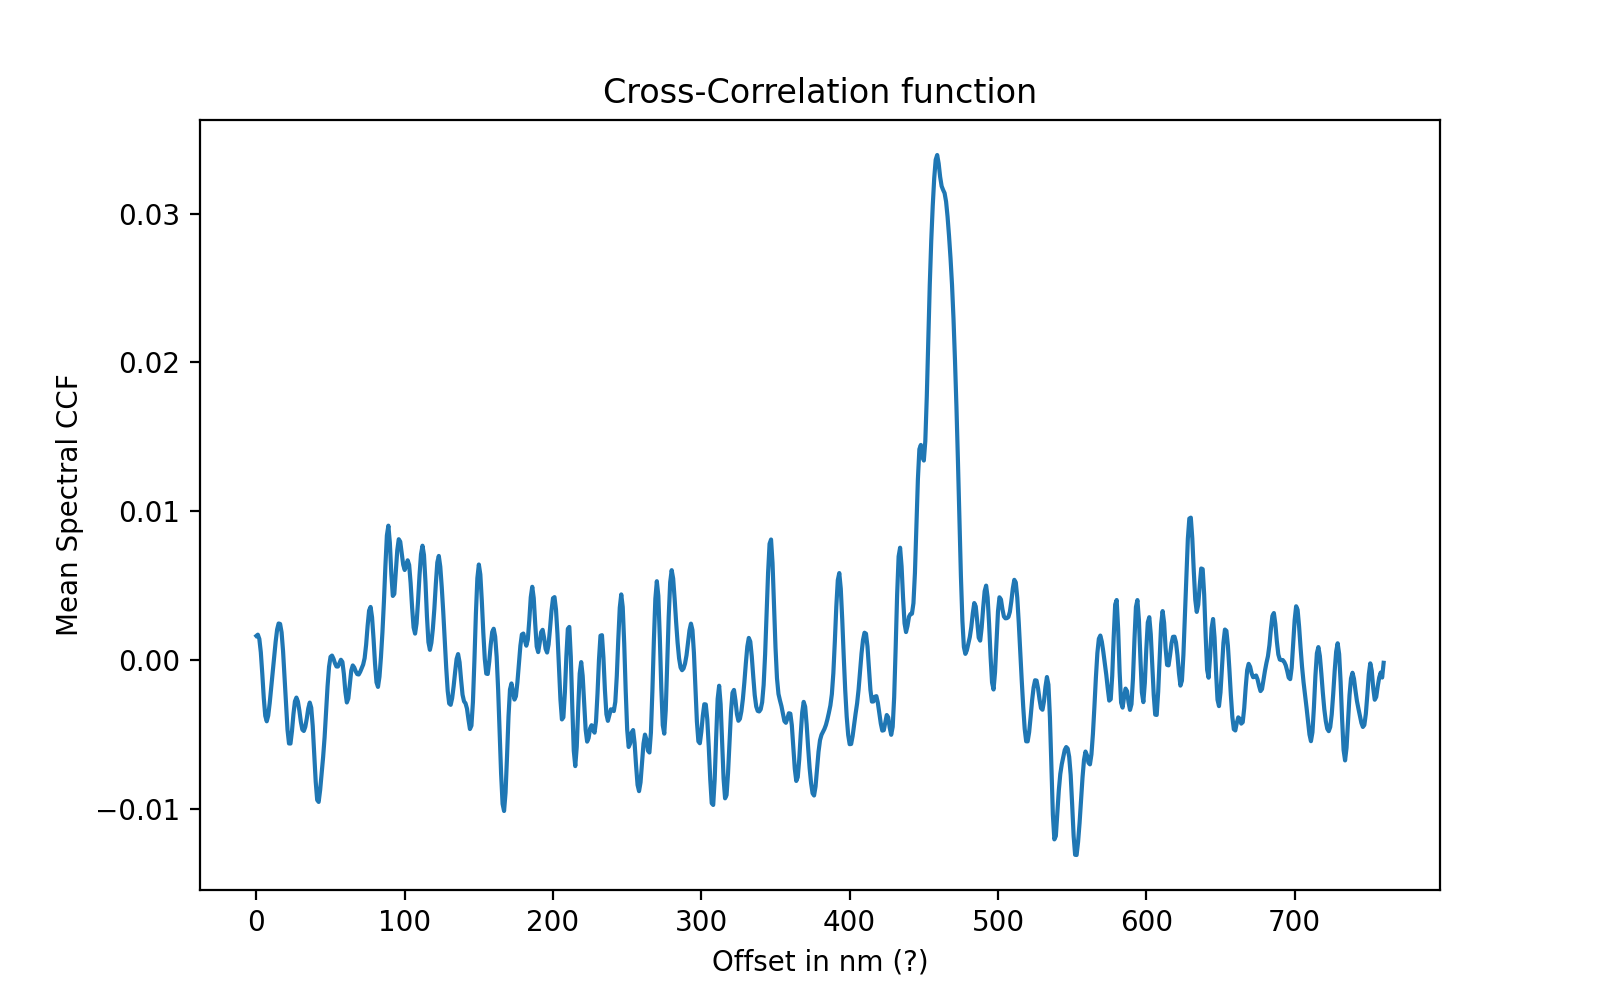 Cross-Correlation function
0.03
0.02
0.01
0.00
−0.01
Mean Spectral CCF
0 100 200 300 400 500 600 700
Offset in nm (?)